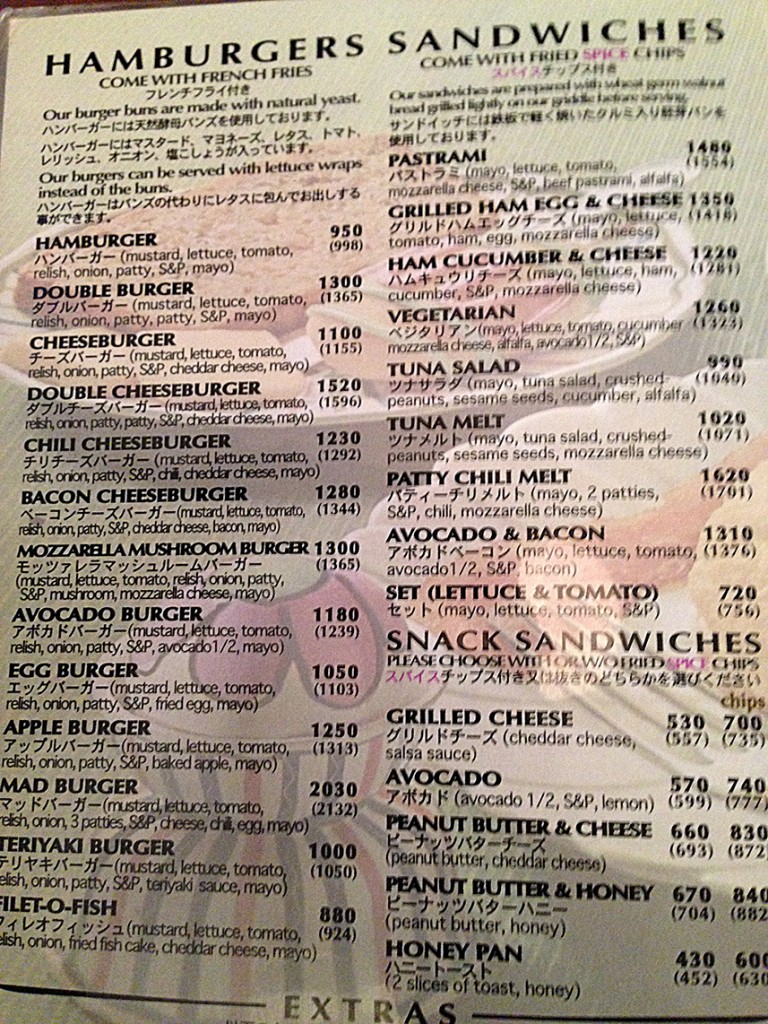 HAMBURGERS
COME WITH FRENCH FRIES
フレンチフライ付き
Our burger buns are made with natural yeast.
ハンバーガーには天然酵母バンズを使用しております。
ハンバーガーにはマスタード、マヨネーズ、レタス、トマト、
レリッシュ、オニオン、塩こしょうが入っています。
Our burgers can be served with lettuce wraps
instead of the buns.
ハンバーガーはバンズの代わりにレタスに包んでお出しする
事ができます。
HAMBURGER 950
ハンバーガー (mustard, lettuce, tomato, (998)
relish, onion, patty, S&P, mayo)
DOUBLE BURGER 1300
ダブルバーガー (mustard, lettuce, tomato, (1365)
relish, onion, patty, patty, S&P, mayo)
CHEESEBURGER 1100
チーズバーガー (mustard, lettuce, tomato, (1155)
relish, onion, patty, S&P, cheddar cheese, mayo)
DOUBLE CHEESEBURGER 1520
ダブルチーズバーガー (mustard, lettuce, tomato, (1596)
relish, onion, patty, patty, S&P, cheddar cheese, mayo)
CHILI CHEESEBURGER 1230
チリチーズバーガー (mustard, lettuce, tomato, (1292)
relish, onion, patty, S&P, chili, cheddar cheese, mayo)
BACON CHEESEBURGER 1280
ベーコンチーズバーガー(mustard, lettuce, tomato, (1344)
relish, onion, patty, S&P, cheddar cheese, bacon, mayo)
MOZZARELLA MUSHROOM BURGER 1300
モッツァレラマッシュルームバーガー (1365)
(mustard, lettuce, tomato, relish, onion, patty,
S&P, mushroom, mozzarella cheese, mayo)
AVOCADO BURGER 1180
アボカドバーガー(mustard, lettuce, tomato, (1239)
relish, onion, patty, S&P, avocado1/2, mayo)
EGG BURGER 1050
エッグバーガー(mustard, lettuce, tomato, (1103)
relish, onion, patty, S&P, fried egg, mayo)
APPLE BURGER 1250
アップルバーガー(mustard, lettuce, tomato, (1313)
relish, onion, patty, S&P, baked apple, mayo)
MAD BURGER 2030
マッドバーガー(mustard, lettuce, tomato, (2132)
relish, onion, 3 patties, S&P, cheese, chili, egg, mayo)
TERIYAKI BURGER 1000
テリヤキバーガー(mustard, lettuce, tomato, (1050)
elish, onion, patty, S&P, teriyaki sauce, mayo)
FILET-O-FISH 880
フィレオフィッシュ(mustard, lettuce, tomato, (924)
elish, onion, fried fish cake, cheddar cheese, mayo)
SANDWICHES
COME WITH FRIED SPICE CHIPS
スパイスチップス付き
Our sandwiches are prepared with wheat germ walnut
bread grilled lightly on our griddle before serving.
サンドイッチには鉄板で軽く焼いたクルミ入り胚芽パンを
使用しております。
PASTRAMI 1480
パストラミ (mayo, lettuce, tomato, (1554)
mozzarella cheese, S&P, beef pastrami, alfalfa)
GRILLED HAM EGG & CHEESE 1350
グリルドハムエッグチーズ (mayo, lettuce, (1418)
tomato, ham, egg, mozzarella cheese)
HAM CUCUMBER & CHEESE 1220
ハムキュウリチーズ (mayo, lettuce, ham, (1281)
cucumber, S&P, mozzarella cheese)
VEGETARIAN 1260
ベジタリアン(mayo, lettuce, tomato, cucumber (1323)
mozzarella cheese, alfalfa, avocado1/2, S&P)
TUNA SALAD 990
ツナサラダ (mayo, tuna salad, crushed- (1040)
peanuts, sesame seeds, cucumber, alfalfa)
TUNA MELT 1020
ツナメルト (mayo, tuna salad, crushed- (1071)
peanuts, sesame seeds, mozzarella cheese)
PATTY CHILI MELT 1620
パティーチリメルト (mayo, 2 patties, (1701)
S&P, chili, mozzarella cheese)
AVOCADO & BACON 1310
アボカドベーコン (mayo, lettuce, tomato, (1376)
avocado1/2, S&P, bacon)
SET (LETTUCE & TOMATO) 720
セット (mayo, lettuce, tomato, S&P) (756)
SNACK SANDWICHES
PLEASE CHOOSE WITH OR W/O FRIED SPICE CHIPS
スパイスチップス付き又は抜きのどちらかを選びください
chips
GRILLED CHEESE 530 700
グリルドチーズ (cheddar cheese, (557) (735)
salsa sauce)
AVOCADO 570 740
アボカド (avocado 1/2, S&P, lemon) (599) (777)
PEANUT BUTTER & CHEESE 660 830
ピーナッツバターチーズ (693) (872)
(peanut butter, cheddar cheese)
PEANUT BUTTER & HONEY 670 840
ピーナッツバターハニー (704) (882
(peanut butter, honey)
HONEY PAN 430 600
ハニートースト (452) (630
(2 slices of toast, honey)
EXTRAS